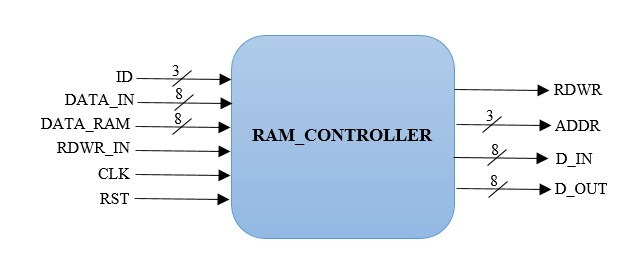 ID 3
DATA_IN 8
DATA_RAM 8
RDWR_IN
CLK
RST
RAM_CONTROLLER
RDWR
3 ADDR
8 D_IN
8 D_OUT